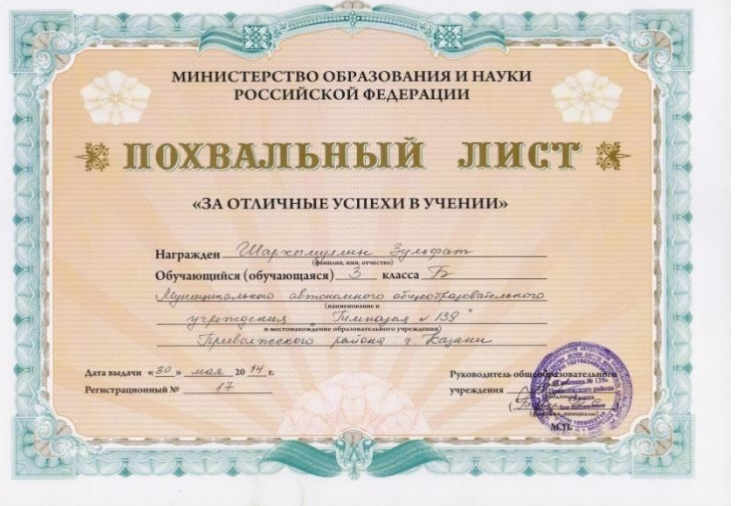 МИНИСТЕРСТВО ОБРАЗОВАНИЯ И НАУКИ
РОССИЙСКОЙ ФЕДЕРАЦИИ
ПОХВАЛЬНЫЙ ЛИСТ
«ЗА ОТЛИЧНЫЕ УСПЕХИ В УЧЕНИИ»
Награжден Шархымуллин Зульфат
(фамилия, имя, отчество)
Обучающийся (обучающаяся) 3 класса Б
Муниципального автономного общеобразовательного
(наименование и
учреждения "Гимназия № 139"
и местонахождение образовательного учреждения)
Приволжского района г. Казани
Дата выдачи «30» мая 2014 г.
Руководитель общеобразовательного
Регистрационный № 17
учреждения
М.П.